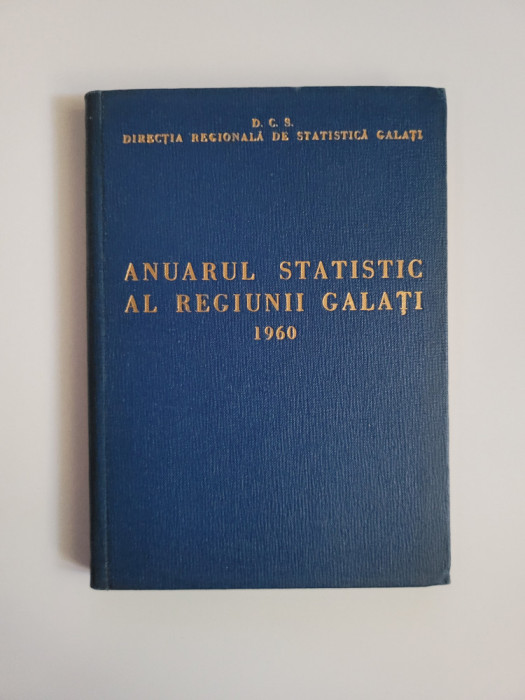 D. C. S.
DIRECȚIA REGIONALĂ DE STATISTICĂ GALAȚI
ANUARUL STATISTIC
AL REGIUNII GALAȚI
1960